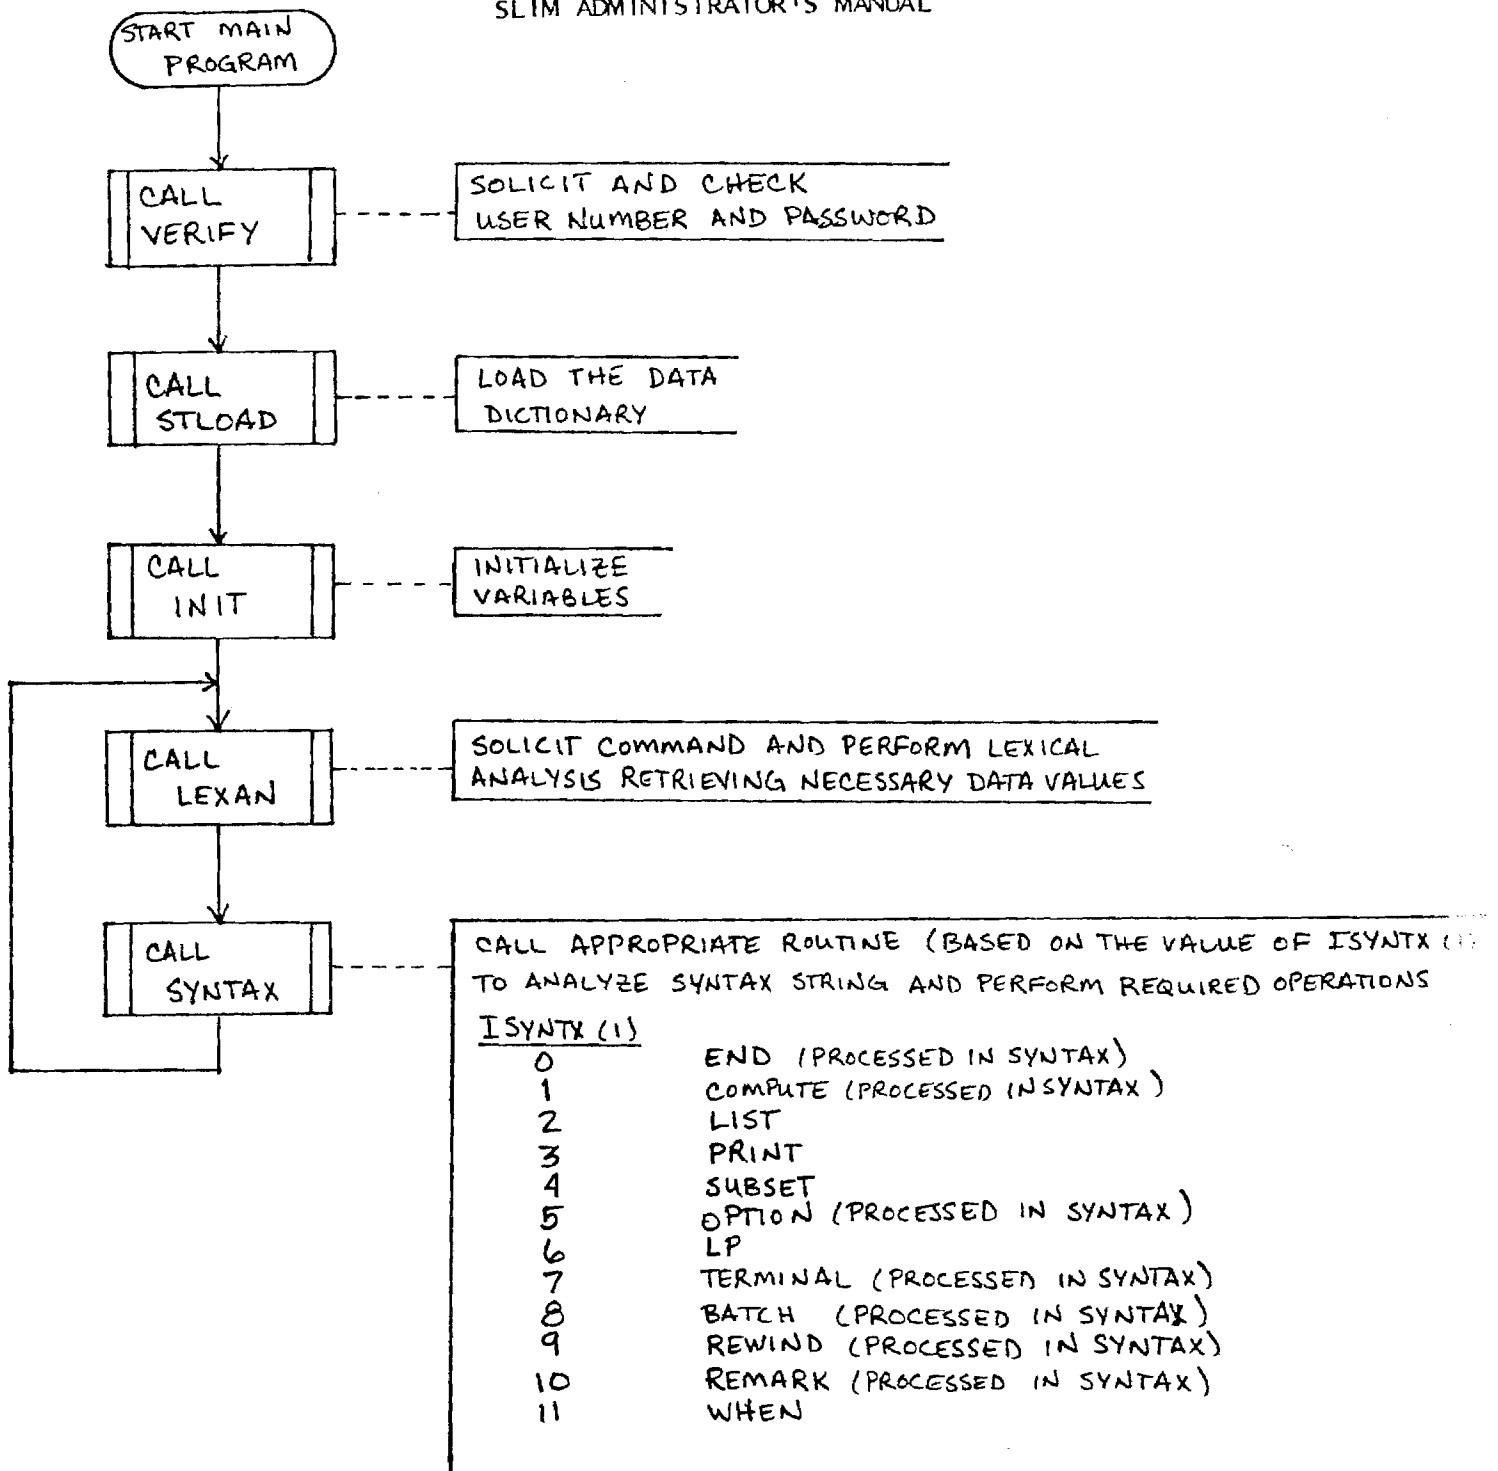 SLIM ADMINISTRATOR'S MANUAL
START MAIN
PROGRAM
CALL
VERIFY
SOLICIT AND CHECK
USER NUMBER AND PASSWORD
CALL
STLOAD
LOAD THE DATA
DICTIONARY
CALL
INIT
INITIALIZE
VARIABLES
CALL
LEXAN
SOLICIT COMMAND AND PERFORM LEXICAL
ANALYSIS RETRIEVING NECESSARY DATA VALUES
CALL
SYNTAX
CALL APPROPRIATE ROUTINE (BASED ON THE VALUE OF ISYNTX
TO ANALYZE SYNTAX STRING AND PERFORM REQUIRED OPERATIONS
ISYNTX (1)
0 END (PROCESSED IN SYNTAX)
1 COMPUTE (PROCESSED IN SYNTAX)
2 LIST
3 PRINT
4 SUBSET
5 OPTION (PROCESSED IN SYNTAX)
6 LP
7 TERMINAL (PROCESSED IN SYNTAX)
8 BATCH (PROCESSED IN SYNTAX)
9 REWIND (PROCESSED IN SYNTAX)
10 REMARK (PROCESSED IN SYNTAX)
11 WHEN